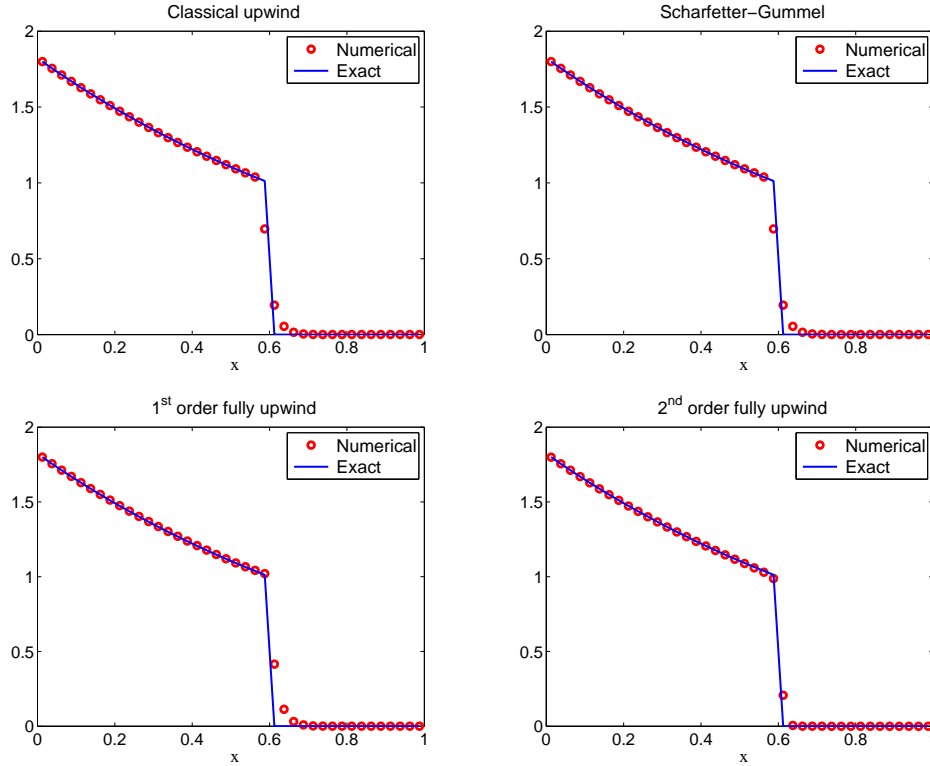 Classical upwind
Numerical
Exact
2
1.5
1
0.5
0
0 0.2 0.4 0.6 0.8 1
x
Scharfetter−Gummel
Numerical
Exact
2
1.5
1
0.5
0
0 0.2 0.4 0.6 0.8
x
1st order fully upwind
Numerical
Exact
2
1.5
1
0.5
0
0 0.2 0.4 0.6 0.8 1
x
2nd order fully upwind
Numerical
Exact
2
1.5
1
0.5
0
0 0.2 0.4 0.6 0.8
x